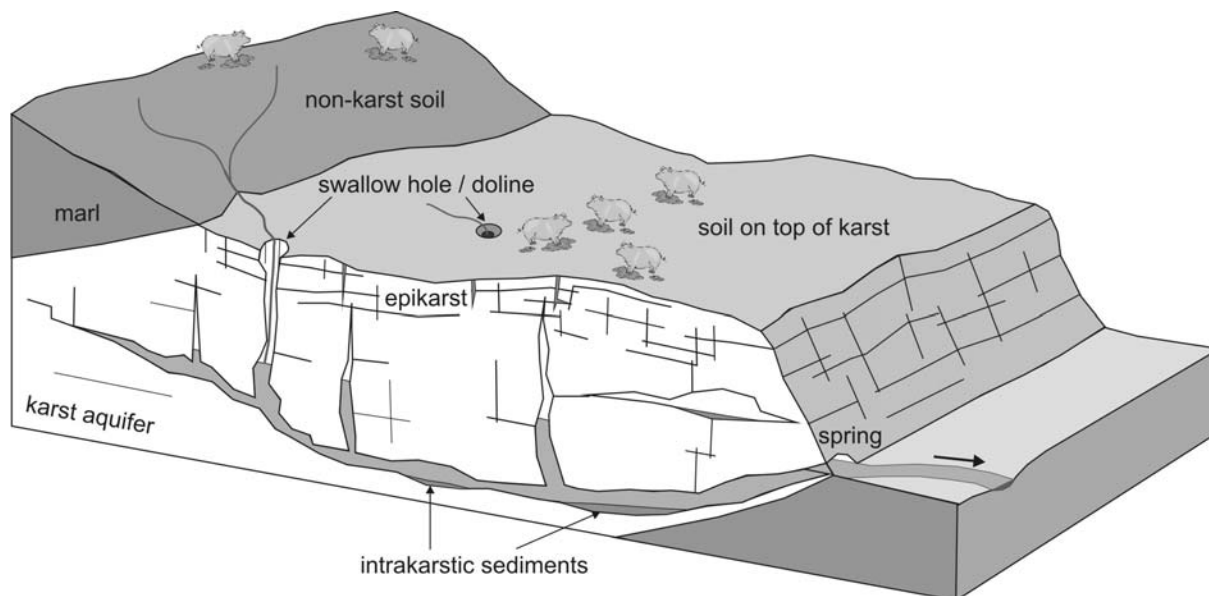 non-karst soil
swallow hole / doline
marl
soil on top of karst
epikarst
karst aquifer
spring
intrakarstic sediments